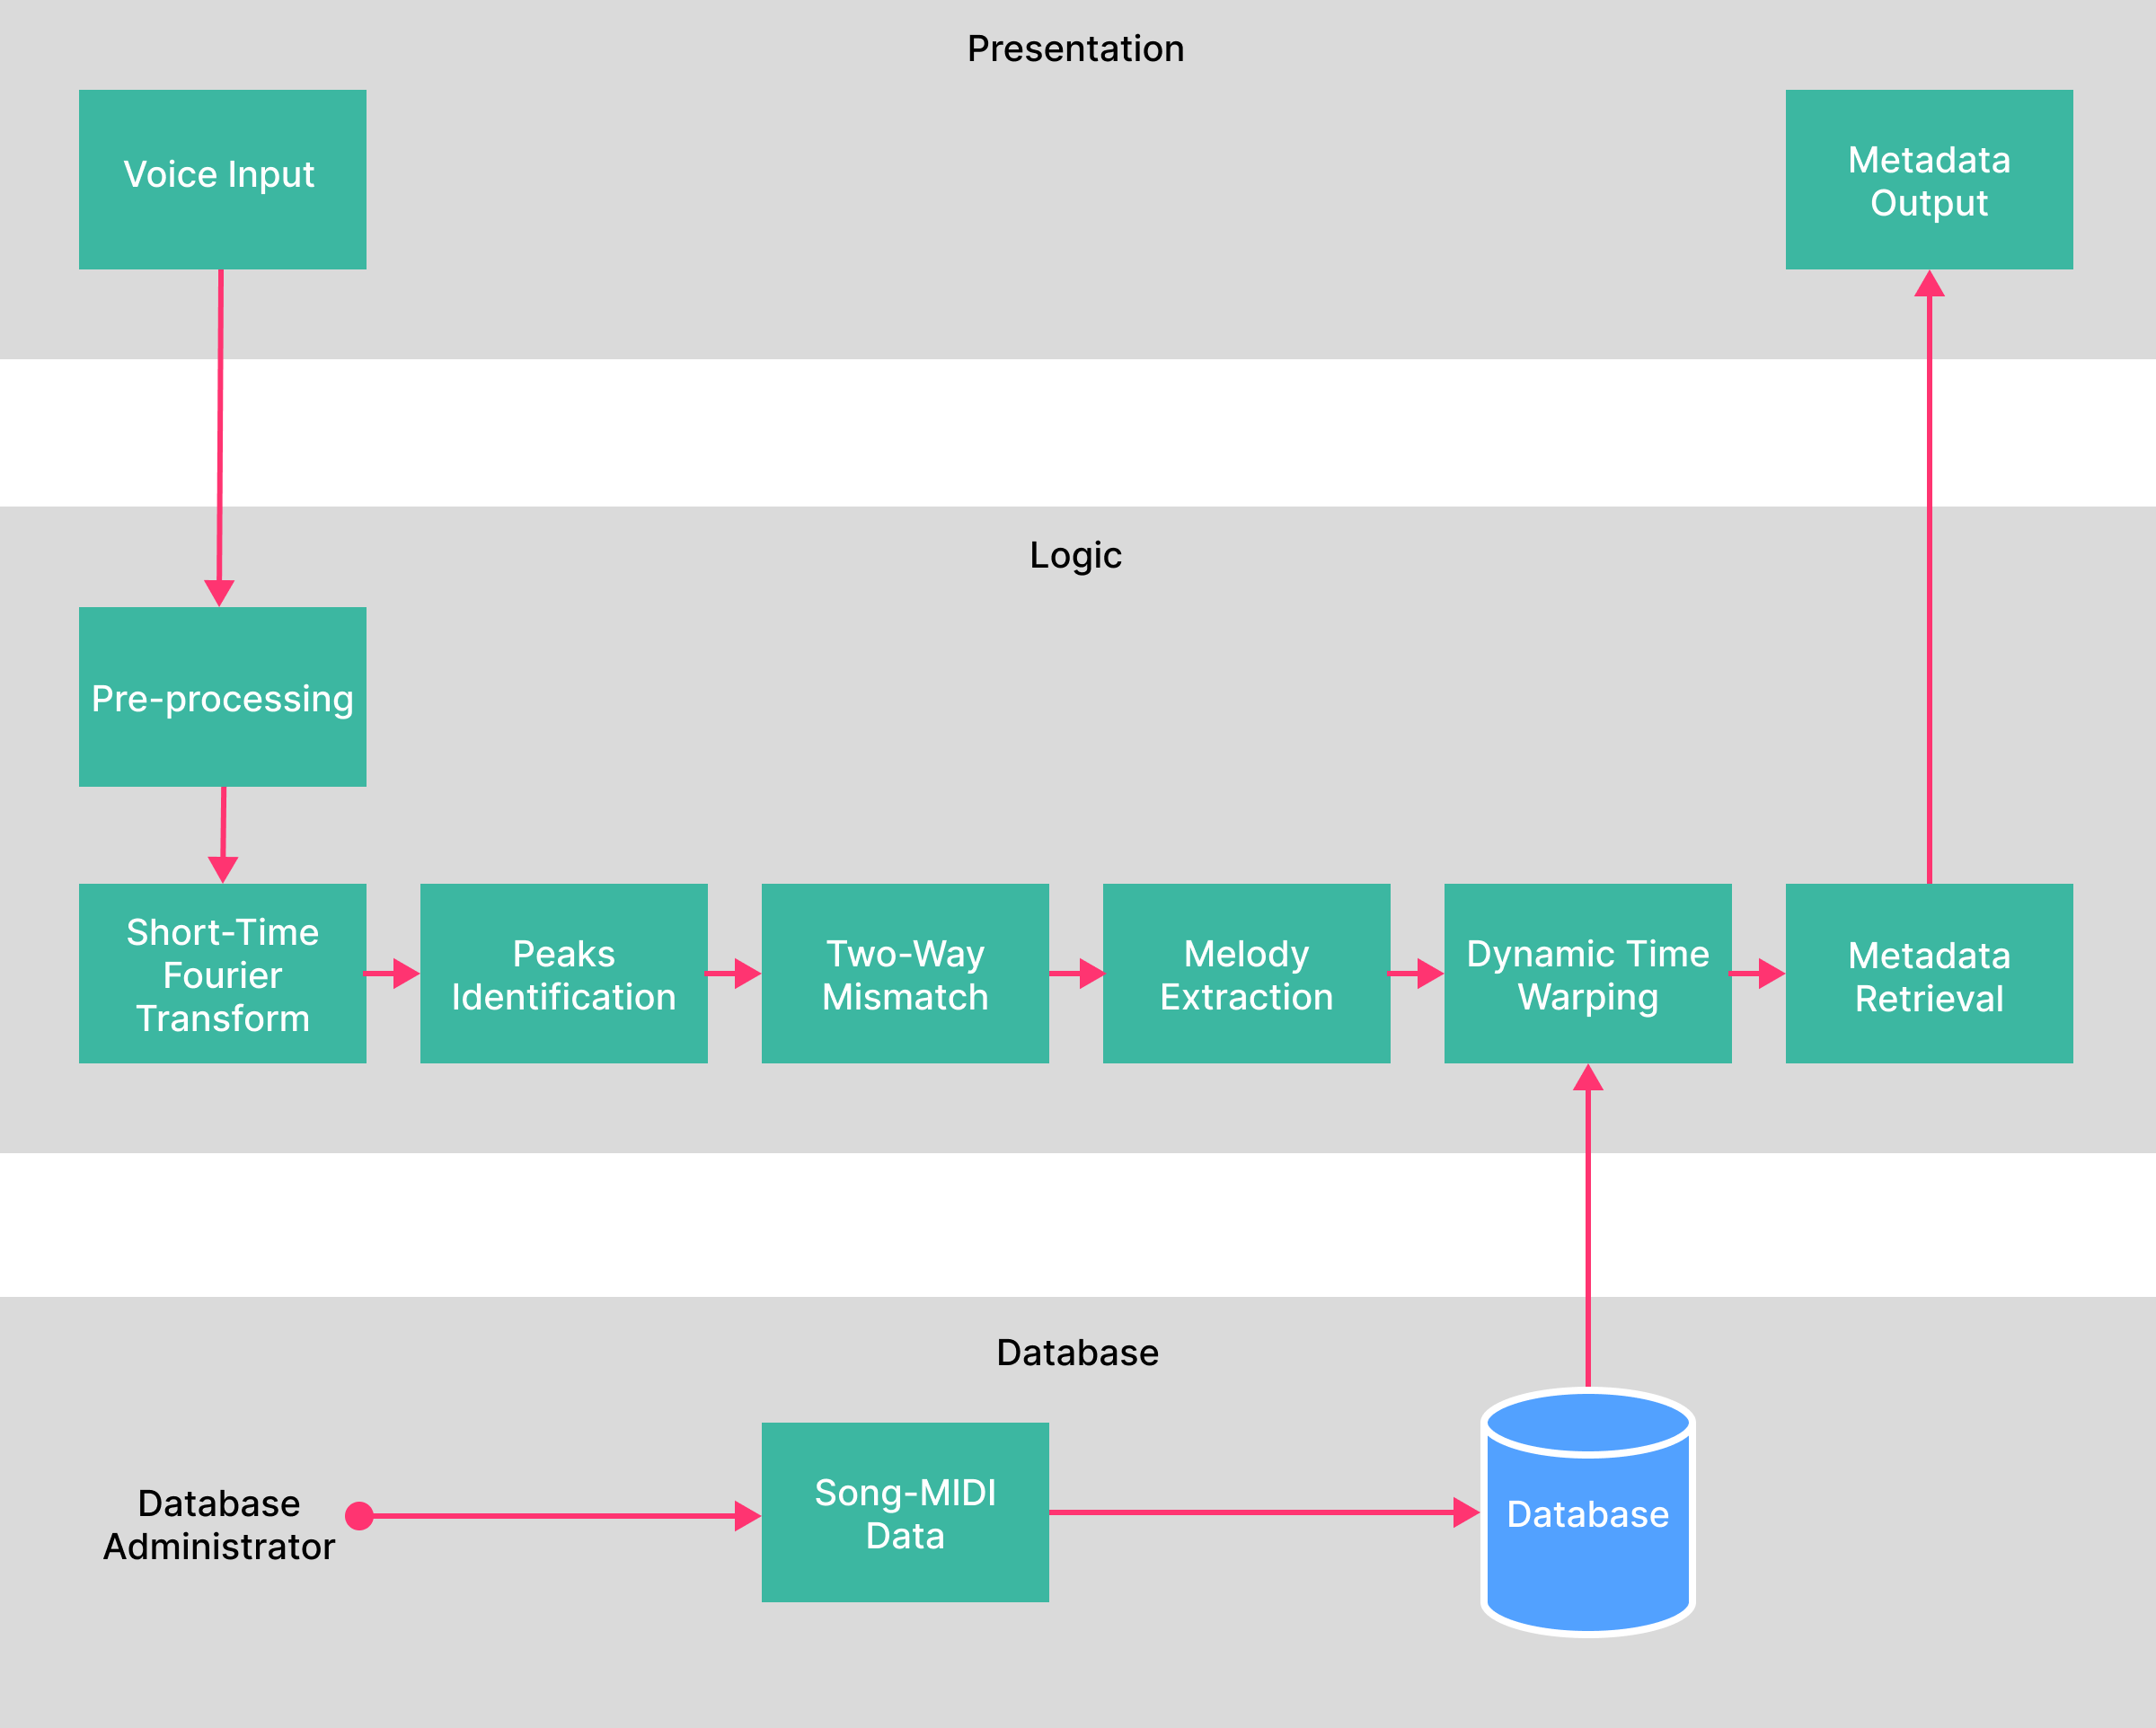 Presentation
Voice Input
Metadata
Output
Logic
Pre-processing
Short-Time
Fourier
Transform
Peaks
Identification
Two-Way
Mismatch
Melody
Extraction
Dynamic Time
Warping
Metadata
Retrieval
Database
Database
Administrator
Song-MIDI
Data
Database